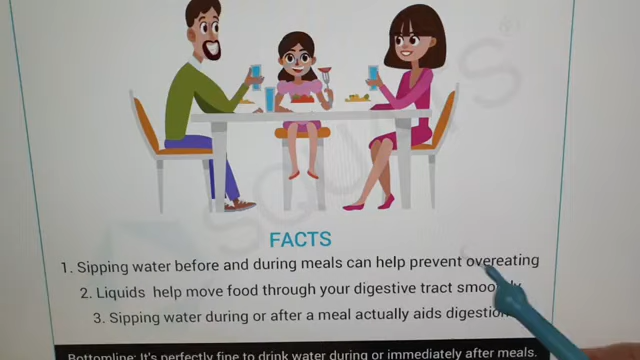 FACTS
1. Sipping water before and during meals can help prevent overeating
2. Liquids help move food through your digestive tract
3. Sipping water during or after a meal actually aids digestion
Bottomline: It's perfectly fine to drink water during or immediately after meals.